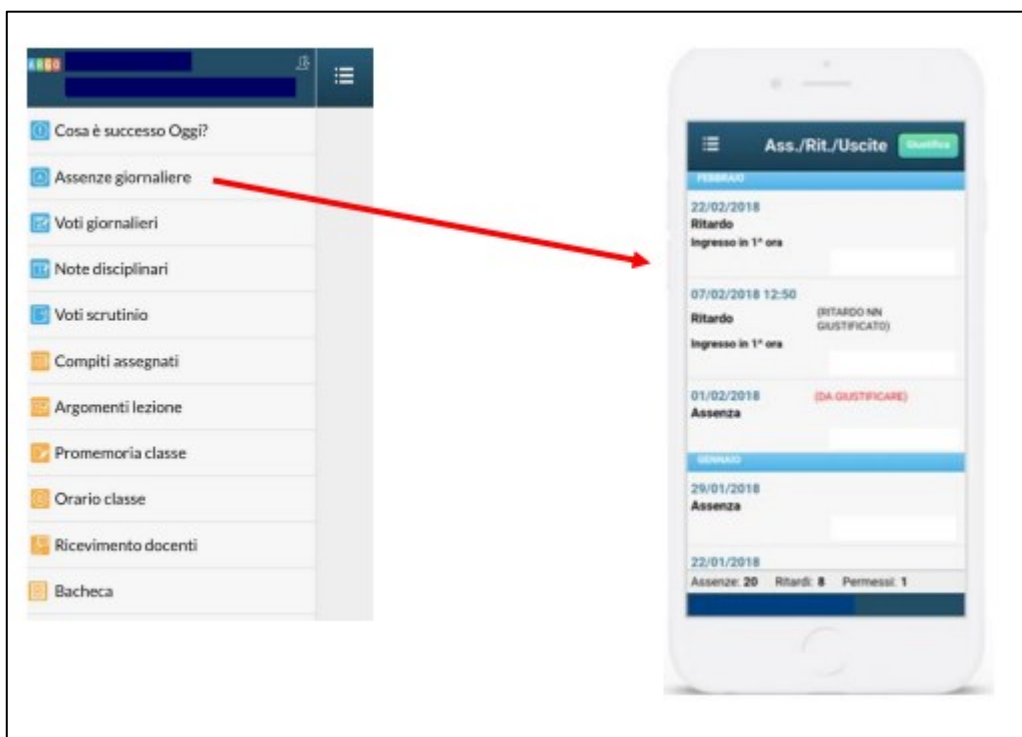 ARGO
Cosa è successo Oggi?
Assenze giornaliere
Voti giornalieri
Note disciplinari
Voti scrutinio
Compiti assegnati
Argomenti lezione
Promemoria classe
Orario classe
Ricevimento docenti
Bacheca
Ass./Rit./Uscite Giustifica
FEBBRAIO
22/02/2018
Ritardo
Ingresso in 1ª ora
07/02/2018 12:50
Ritardo (RITARDO NN
GIUSTIFICATO)
Ingresso in 1ª ora
01/02/2018 (DA GIUSTIFICARE)
Assenza
GENNAIO
29/01/2018
Assenza
22/01/2018
Assenze: 20 Ritardi: 8 Permessi: 1